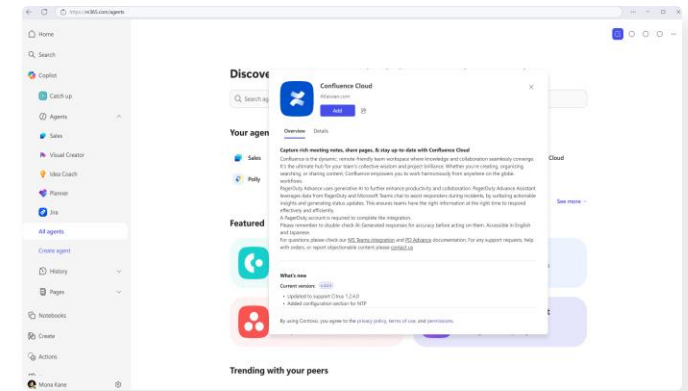 https://m365.com/agents
Home
Search
Copilot
Catch up
Agents
Sales
Visual Creator
Idea Coach
Planner
Jira
All agents
Create agent
History
Pages
Notebooks
Create
Actions
Mona Kane
Discove
Search ag
Your agen
Sales
Polly
Cloud
See more
Featured
Trending with your peers
Confluence Cloud
Atlassian.com
Add
Overview
Details
Capture rich meeting notes, share pages, & stay up-to-date with Confluence Cloud
Confluence is the dynamic, remote-friendly team workspace where knowledge and collaboration seamlessly converge.
It's the ultimate hub for your team's collective wisdom and project brilliance. Whether you're creating, organizing,
searching, or sharing content, Confluence empowers you to work harmoniously from anywhere on the globe.
workflows.
PagerDuty Advance uses generative AI to further enhance productivity and collaboration. PagerDuty Advance Assistant
leverages data from PagerDuty and Microsoft Teams chat to assist responders during incidents, by outlining actionable
insights and generating status updates. This ensures teams have the right information at the right time to respond
effectively and efficiently.
A PagerDuty account is required to complete the integration.
Please remember to double check AI-Generated responses for accuracy before acting on them. Accessible in English
and Japanese.
For questions please check our MS Teams integration and PD Advance documentation. For any support requests, help
with orders, or report objectionable content please contact us
What's new
Current version:
Updated to support Citrus 1.2.4.0
Added configuration section for NTP
By using Contoso, you agree to the privacy policy, terms of use, and permissions.